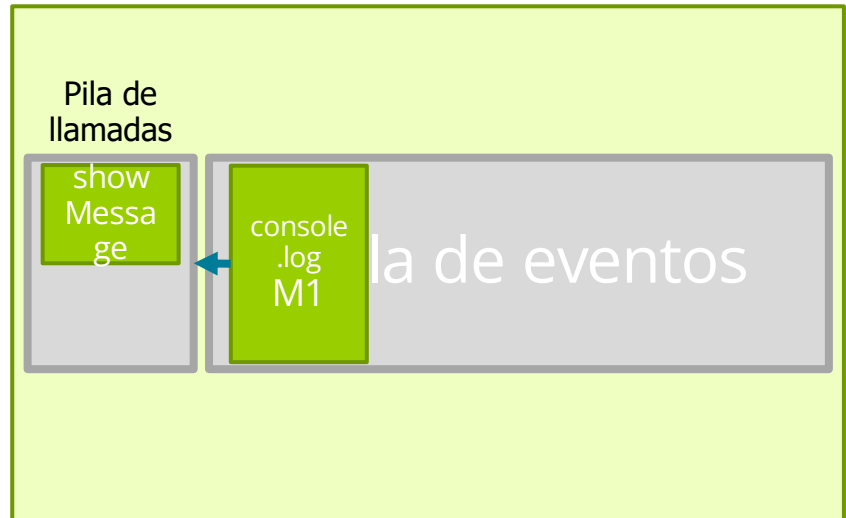 Pila de
llamadas
show
Messa
ge
console
.log
M1
la de eventos